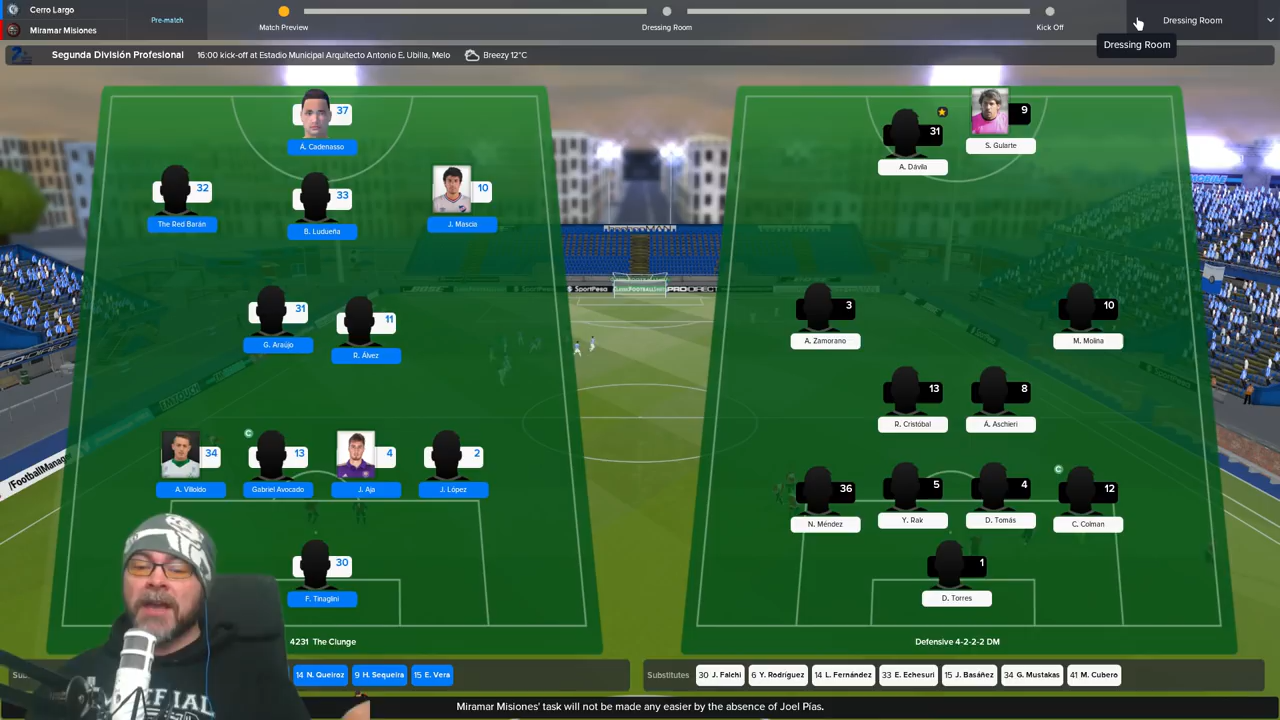 Cerro Largo
Miramar Misiones
Pre-match
Match Preview
Dressing Room
Kick Off
Dressing Room
Dressing Room
Segunda División Profesional
16:00 kick-off at Estadio Municipal Arquitecto Antonio E. Ubilla, Melo
Breezy 12°C
37
Á. Cadenasso
32
The Red Barán
33
B. Ludueña
10
J. Mascia
31
G. Araújo
11
R. Álvez
34
A. Villoldo
C
13
Gabriel Avocado
4
J. Aja
2
J. López
30
F. Tinaglini
4231 The Clunge
31
A. Dávila
9
S. Gularte
3
A. Zamorano
10
M. Molina
13
R. Cristóbal
8
Á. Aschieri
36
N. Méndez
5
Y. Rak
4
D. Tomás
C
12
C. Colman
1
D. Torres
Defensive 4-2-2-2 DM
SportPesa
PRODIRECT
/FootballManager
14 N. Queiroz
9 H. Sequeira
15 E. Vera
Substitutes
30 J. Falchi
6 Y. Rodríguez
14 L. Fernández
33 E. Echesuri
15 J. Basáñez
34 G. Mustakas
41 M. Cubero
Miramar Misiones' task will not be made any easier by the absence of Joel Pías.